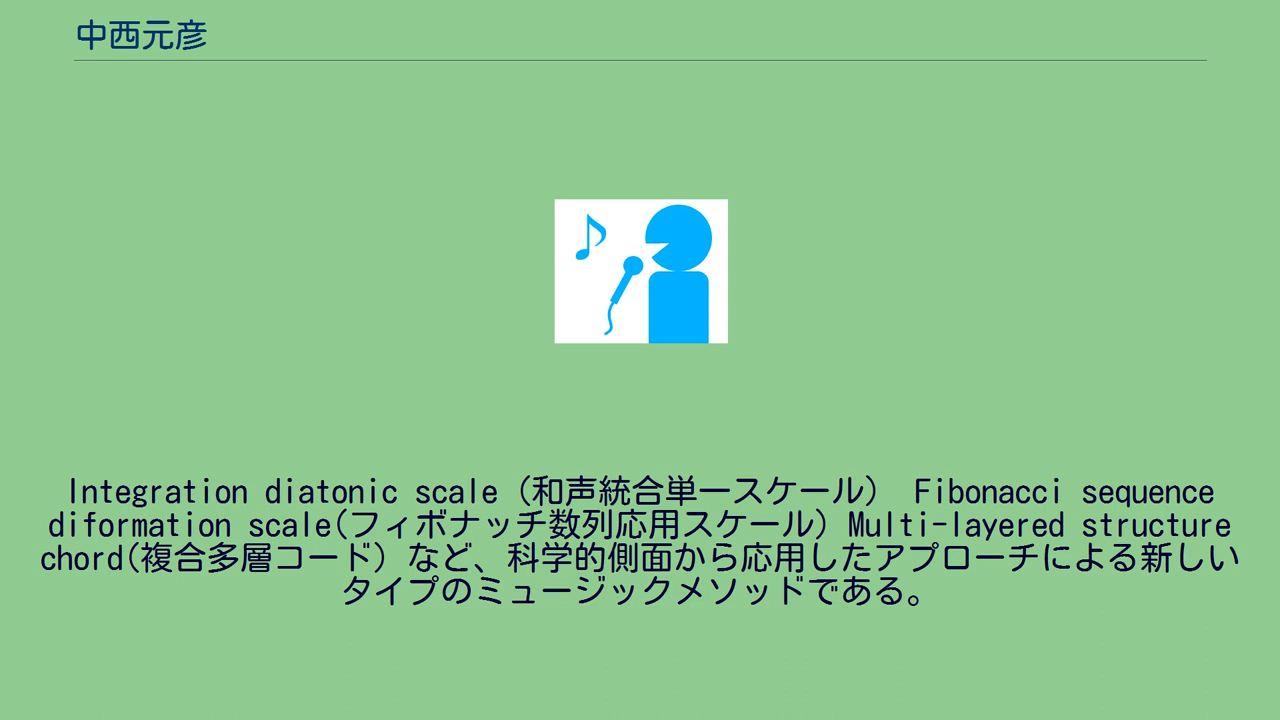 中西元彦
Integration diatonic scale（和声統合単一スケール） Fibonacci sequence
diformation scale(フィボナッチ数列応用スケール）Multi-layered structure
chord(複合多層コード）など、科学的側面から応用したアプローチによる新しい
タイプのミュージックメソッドである。